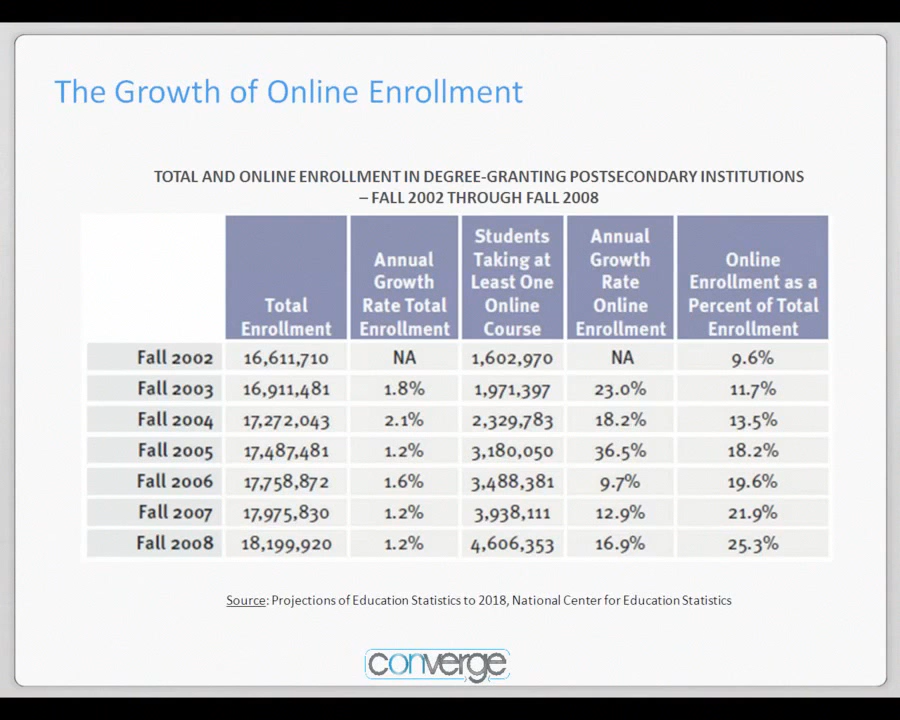 The Growth of Online Enrollment
TOTAL AND ONLINE ENROLLMENT IN DEGREE-GRANTING POSTSECONDARY INSTITUTIONS
– FALL 2002 THROUGH FALL 2008
Total Enrollment Annual Growth Rate Total Enrollment Students Taking at Least One Online Course Annual Growth Rate Online Enrollment Online Enrollment as a Percent of Total Enrollment
Fall 2002 16,611,710 NA 1,602,970 NA 9.6%
Fall 2003 16,911,481 1.8% 1,971,397 23.0% 11.7%
Fall 2004 17,272,043 2.1% 2,329,783 18.2% 13.5%
Fall 2005 17,487,481 1.2% 3,180,050 36.5% 18.2%
Fall 2006 17,758,872 1.6% 3,488,381 9.7% 19.6%
Fall 2007 17,975,830 1.2% 3,938,111 12.9% 21.9%
Fall 2008 18,199,920 1.2% 4,606,353 16.9% 25.3%
Source: Projections of Education Statistics to 2018, National Center for Education Statistics
converge